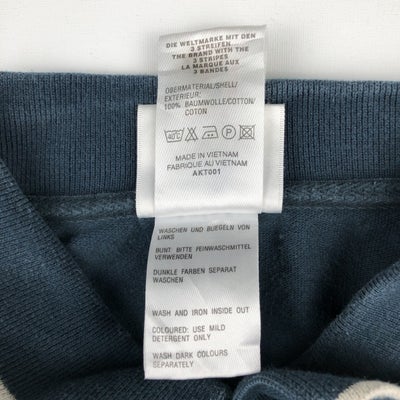 DIE WELTMARKE MIT DEN
3 STREIFEN
THE BRAND WITH THE
3 STRIPES
LA MARQUE AUX
3 BANDES
OBERMATERIAL/SHELL/
EXTERIEUR:
100% BAUMWOLLE/COTTON/
COTON
40°C P
MADE IN VIETNAM
FABRIQUE AU VIETNAM
AKT001
WASCHEN UND BUEGELN VON
LINKS
BUNT: BITTE FEINWASCHMITTEL
VERWENDEN
DUNKLE FARBEN SEPARAT
WASCHEN
WASH AND IRON INSIDE OUT
COLOURED: USE MILD
DETERGENT ONLY
WASH DARK COLOURS
SEPARATELY